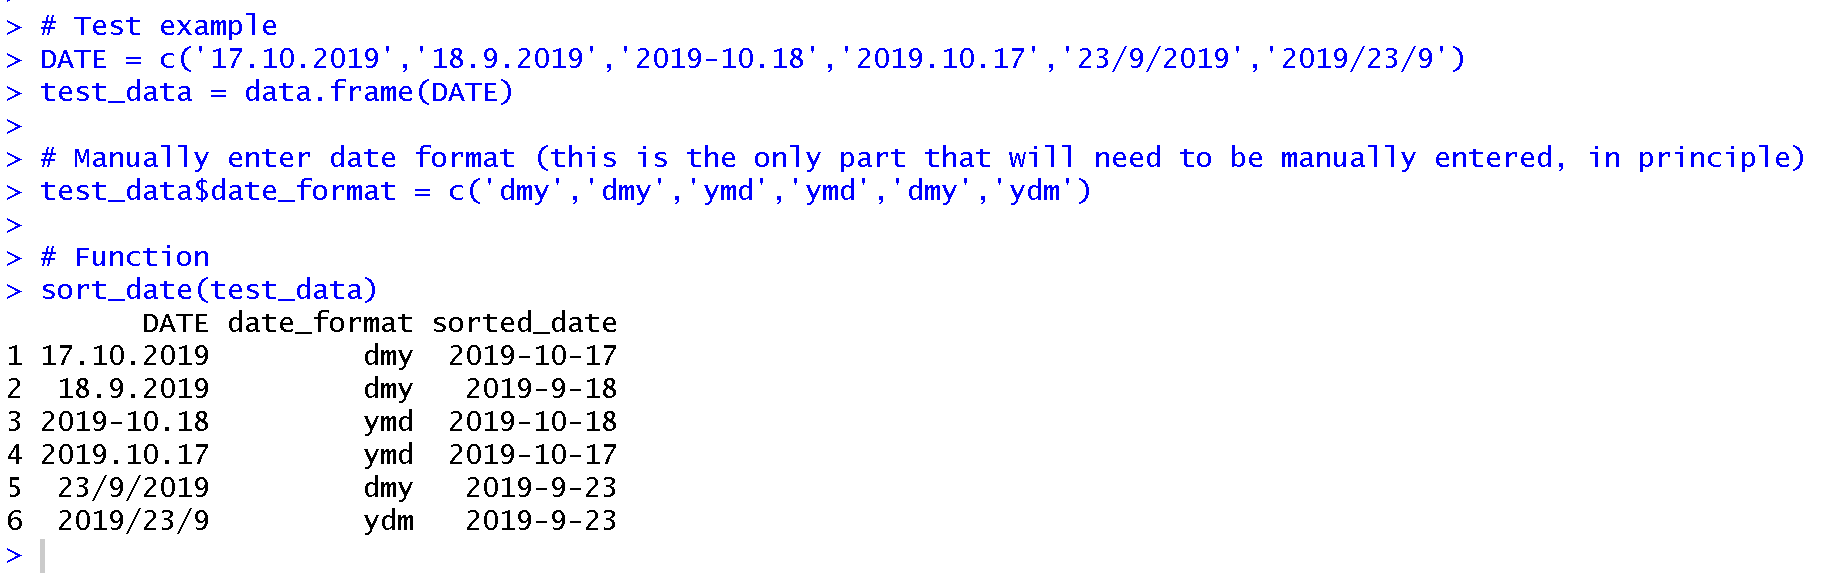 > # Test example
> DATE = c('17.10.2019','18.9.2019','2019-10.18','2019.10.17','23/9/2019','2019/23/9')
> test_data = data.frame(DATE)
>
> # Manually enter date format (this is the only part that will need to be manually entered, in principle)
> test_data$date_format = c('dmy','dmy','ymd','ymd','dmy','ydm')
>
> # Function
> sort_date(test_data)
        DATE date_format sorted_date
1 17.10.2019         dmy  2019-10-17
2  18.9.2019         dmy   2019-9-18
3 2019-10.18         ymd  2019-10-18
4 2019.10.17         ymd  2019-10-17
5  23/9/2019         dmy   2019-9-23
6  2019/23/9         ydm   2019-9-23
>